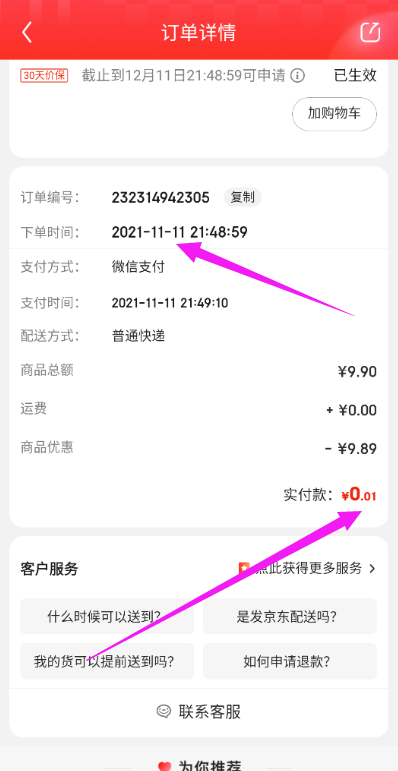 订单详情
30天价保 截止到12月11日21:48:59可申请 已生效
加购物车
订单编号： 232314942305 复制
下单时间： 2021-11-11 21:48:59
支付方式： 微信支付
支付时间： 2021-11-11 21:49:10
配送方式： 普通快递
商品总额 ¥9.90
运费 + ¥0.00
商品优惠 - ¥9.89
实付款：¥0.01
客户服务 点此获得更多服务
什么时候可以送到？ 是发京东配送吗？
我的货可以提前送到吗？ 如何申请退款？
联系客服
为你推荐